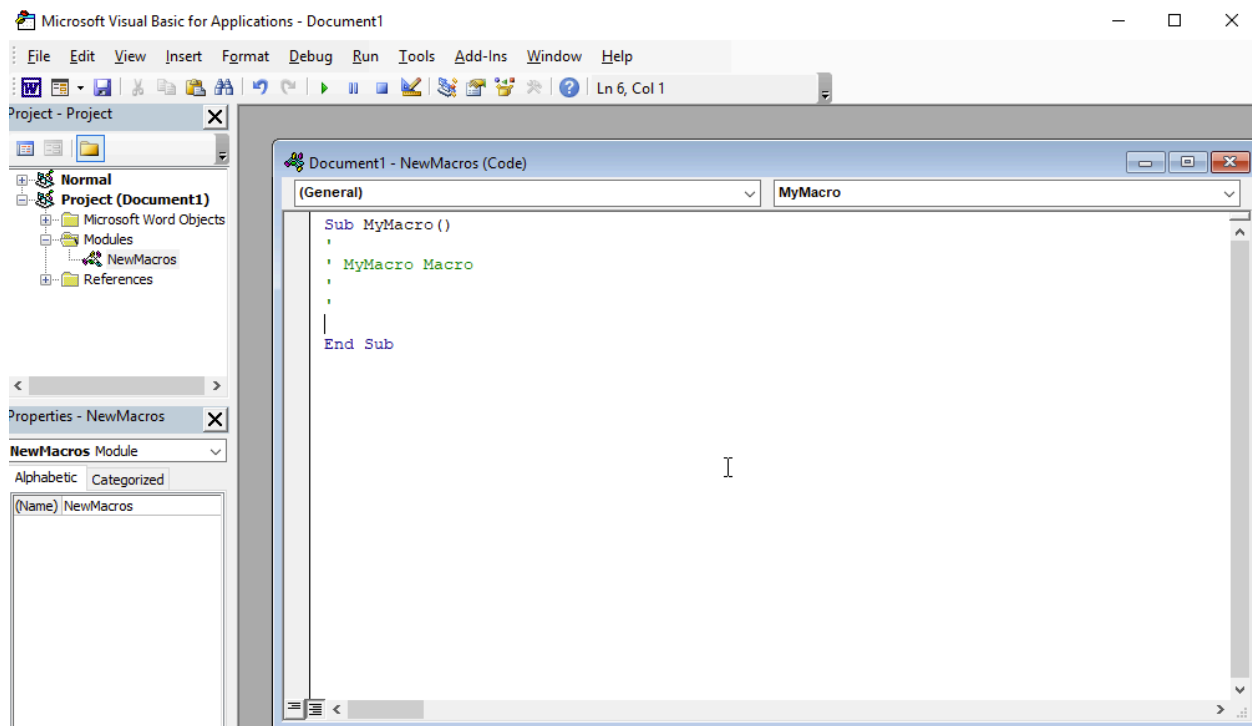 Microsoft Visual Basic for Applications - Document1
File Edit View Insert Format Debug Run Tools Add-Ins Window Help
Ln 6, Col 1
Project - Project
Normal
Project (Document1)
Microsoft Word Objects
Modules
NewMacros
References
Properties - NewMacros
NewMacros Module
Alphabetic Categorized
(Name) NewMacros
Document1 - NewMacros (Code)
(General) MyMacro
Sub MyMacro()
'
' MyMacro Macro
'
'
End Sub